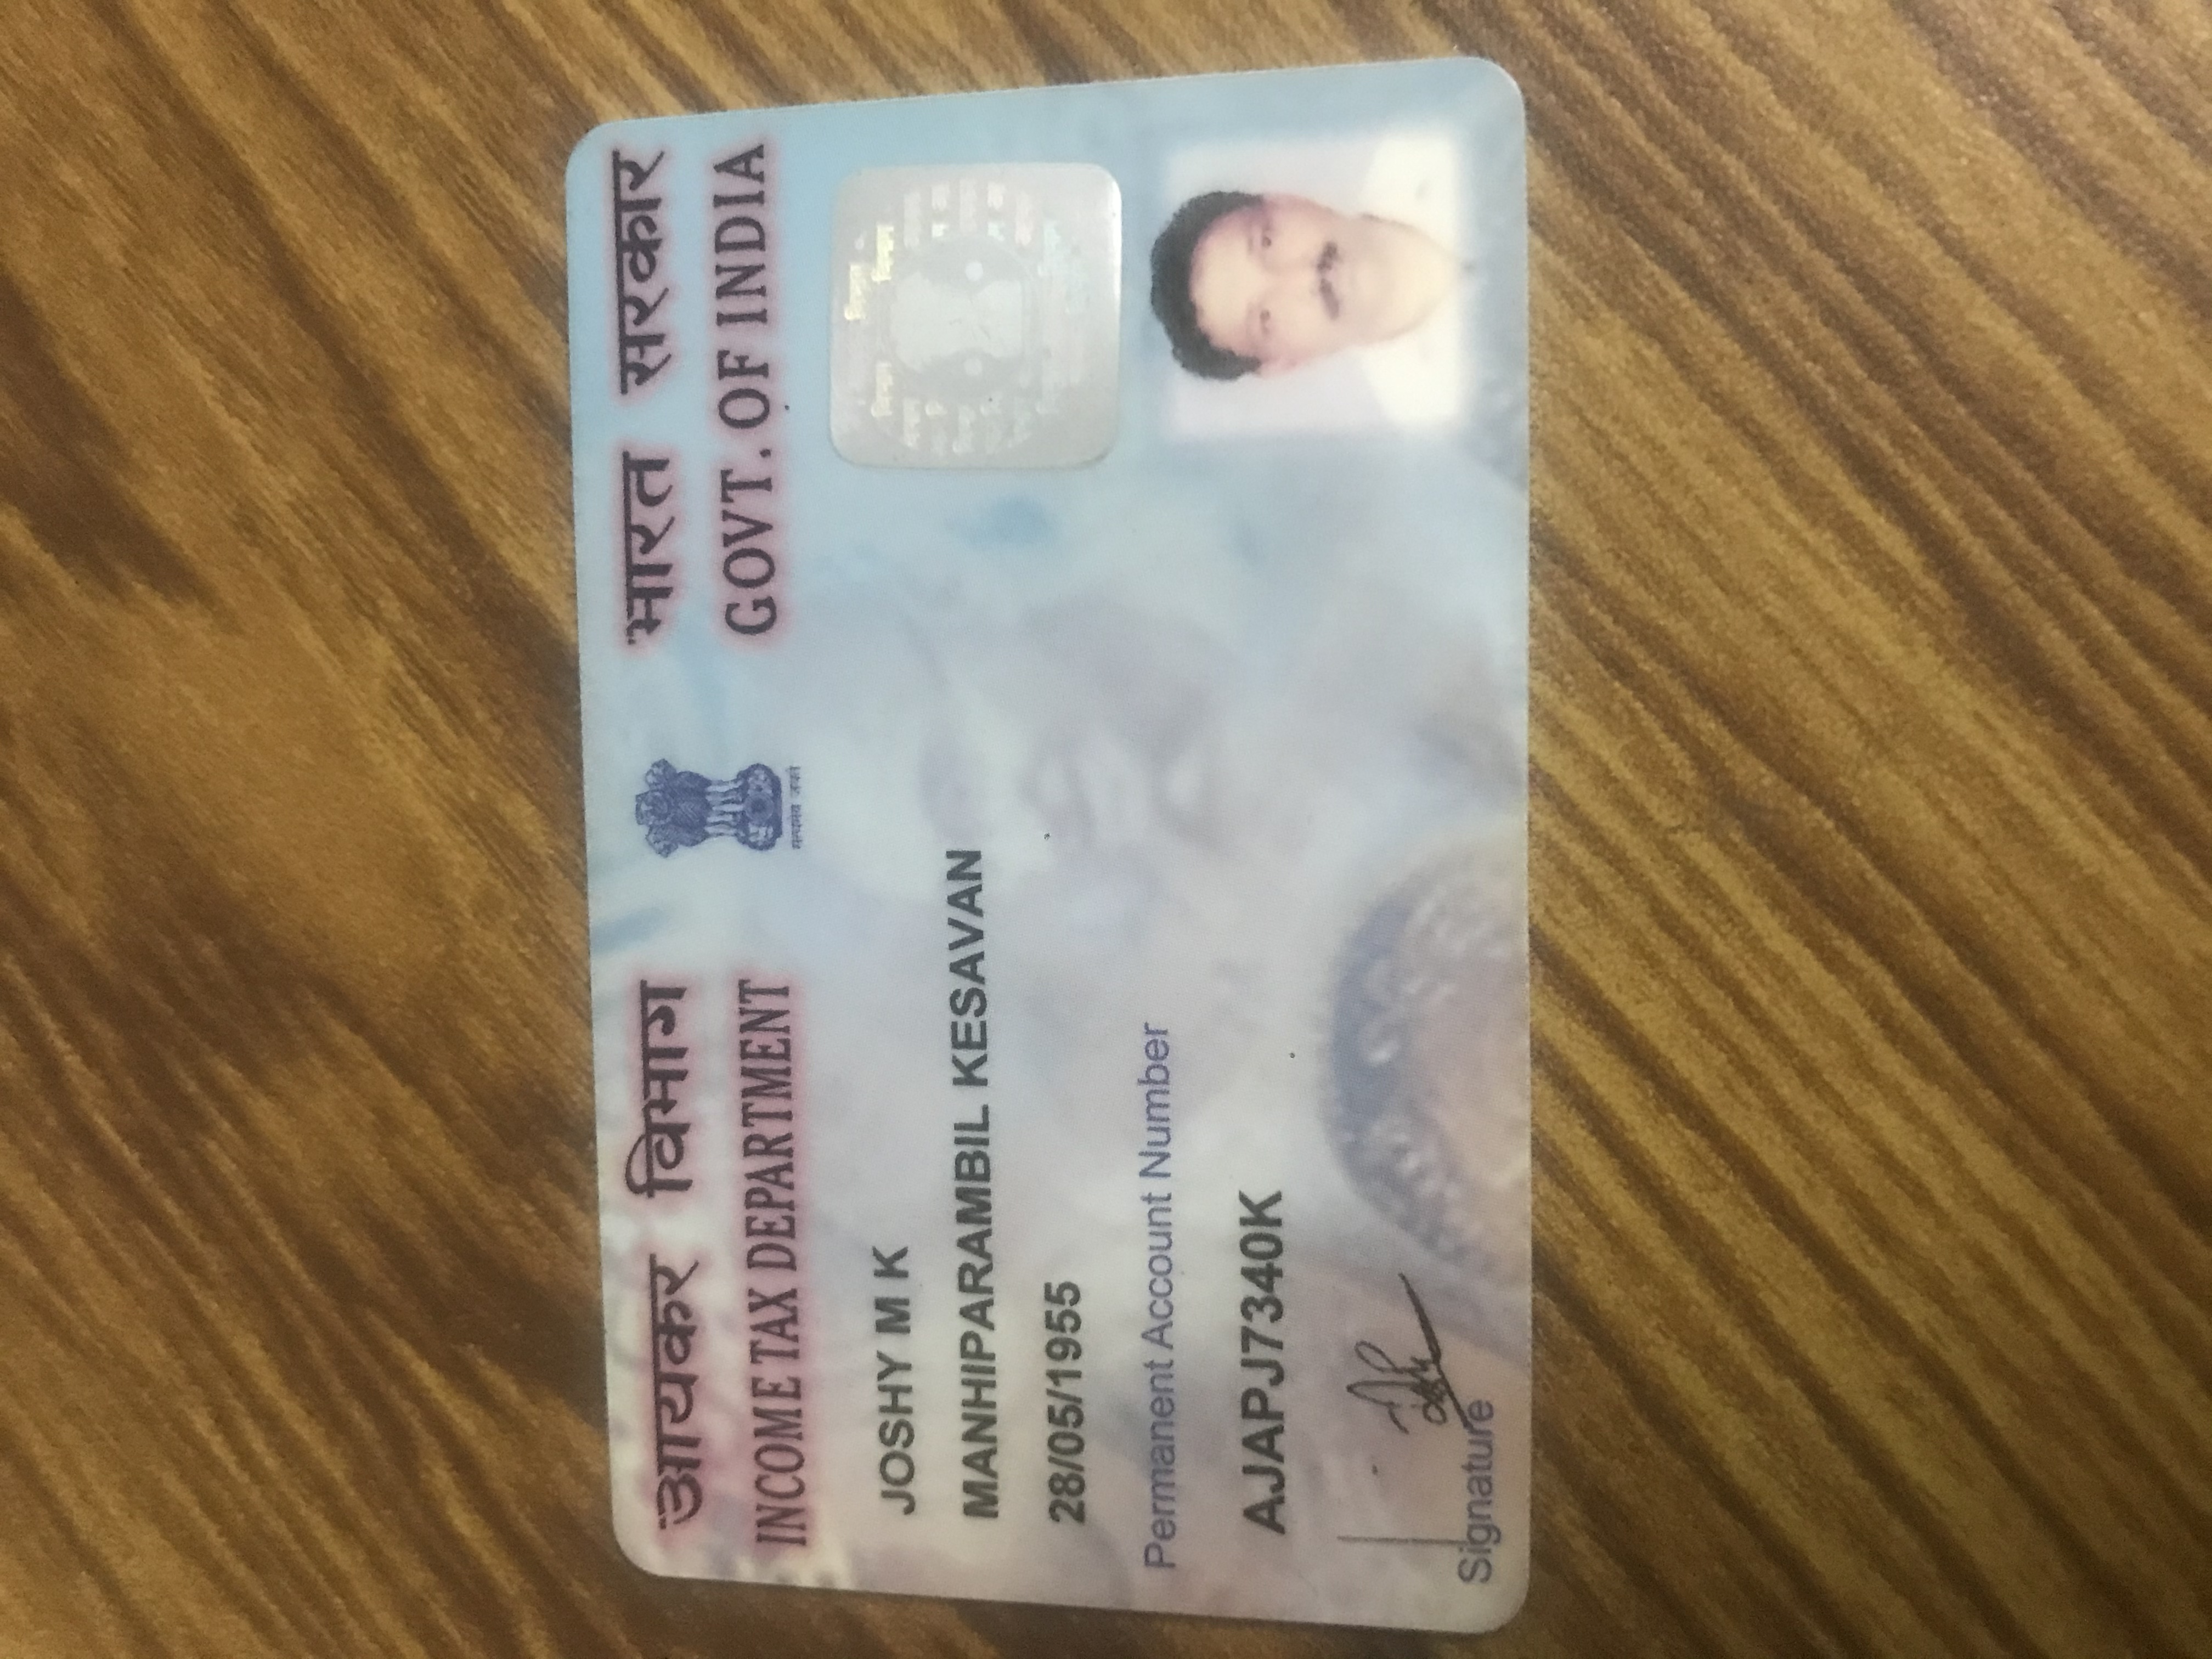 आयकर विभाग
INCOME TAX DEPARTMENT
सत्यमेव जयते
भारत सरकार
GOVT. OF INDIA
JOSHY M K
MANHIPARAMBIL KESAVAN
28/05/1955
Permanent Account Number
AJAPJ7340K
Signature
विभाग
विभाग विभाग